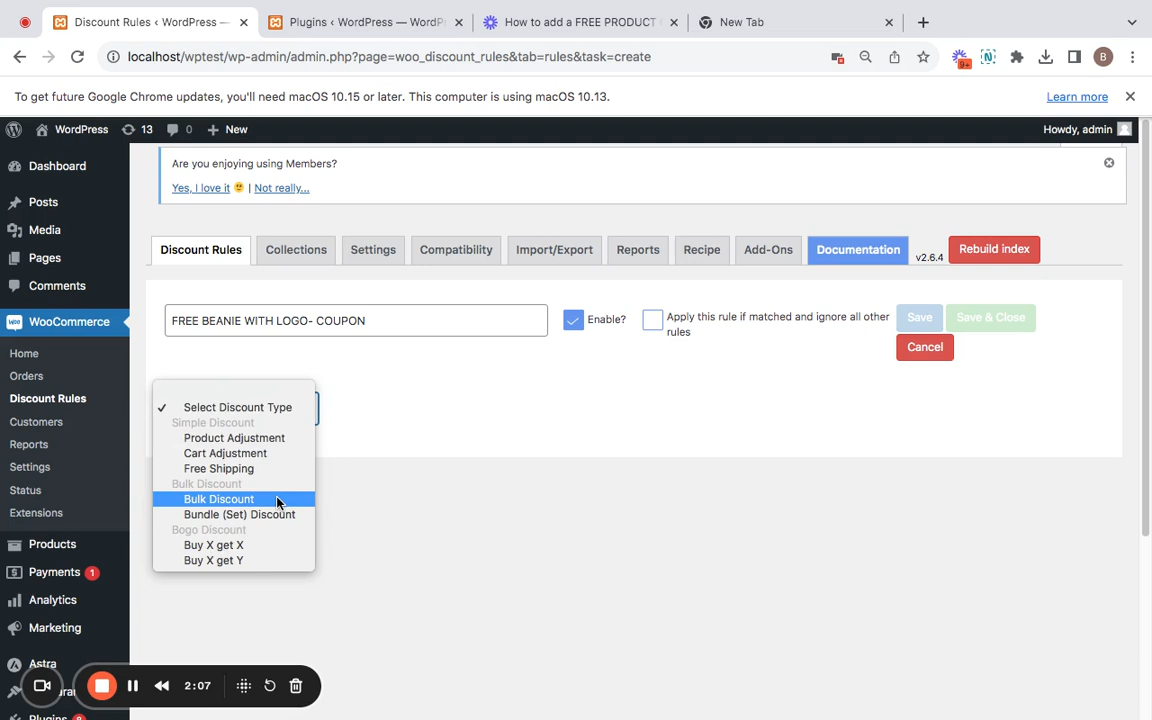 Discount Rules ‹ WordPress —
Plugins ‹ WordPress — WordP
How to add a FREE PRODUCT
New Tab
localhost/wptest/wp-admin/admin.php?page=woo_discount_rules&tab=rules&task=create
9+
N
B
To get future Google Chrome updates, you'll need macOS 10.15 or later. This computer is using macOS 10.13.
Learn more
WordPress
13
0
New
Howdy, admin
Dashboard
Posts
Media
Pages
Comments
WooCommerce
Home
Orders
Discount Rules
Customers
Reports
Settings
Status
Extensions
Products
Payments 1
Analytics
Marketing
Astra
Are you enjoying using Members?
Yes, I love it | Not really...
Discount Rules
Collections
Settings
Compatibility
Import/Export
Reports
Recipe
Add-Ons
Documentation
v2.6.4
Rebuild index
FREE BEANIE WITH LOGO- COUPON
Enable?
Apply this rule if matched and ignore all other
rules
Save
Save & Close
Cancel
Select Discount Type
Simple Discount
Product Adjustment
Cart Adjustment
Free Shipping
Bulk Discount
Bulk Discount
Bundle (Set) Discount
Bogo Discount
Buy X get X
Buy X get Y
2:07